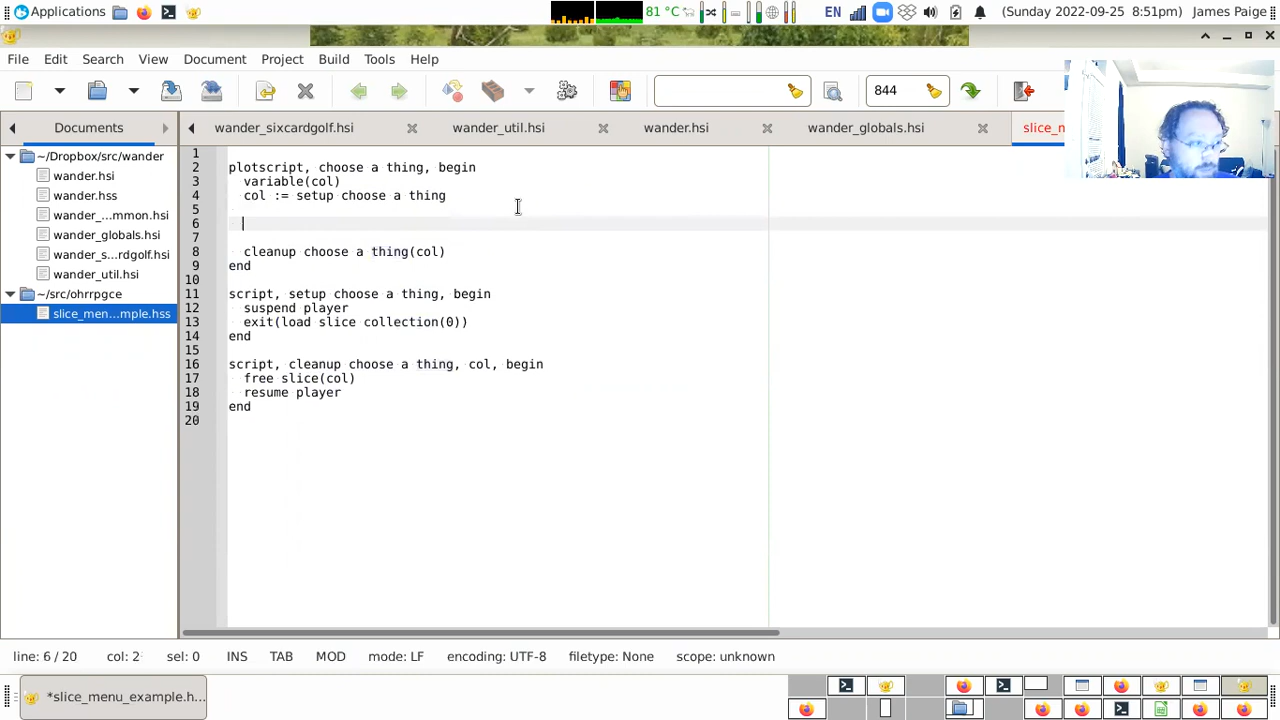 Applications
81 °C
EN
(Sunday 2022-09-25 8:51pm)
James Paige
File Edit Search View Document Project Build Tools Help
844
Documents
wander_sixcardgolf.hsi
wander_util.hsi
wander.hsi
wander_globals.hsi
slice_n
~/Dropbox/src/wander
wander.hsi
wander.hss
wander_...mmon.hsi
wander_globals.hsi
wander_s...rdgolf.hsi
wander_util.hsi
~/src/ohrrpgce
slice_men...mple.hss
1
2 plotscript, choose a thing, begin
3 variable(col)
4 col := setup choose a thing
5
6
7
8 cleanup choose a thing(col)
9 end
10
11 script, setup choose a thing, begin
12 suspend player
13 exit(load slice collection(0))
14 end
15
16 script, cleanup choose a thing, col, begin
17 free slice(col)
18 resume player
19 end
20
line: 6 / 20 col: 2 sel: 0 INS TAB MOD mode: LF encoding: UTF-8 filetype: None scope: unknown
*slice_menu_example.h...